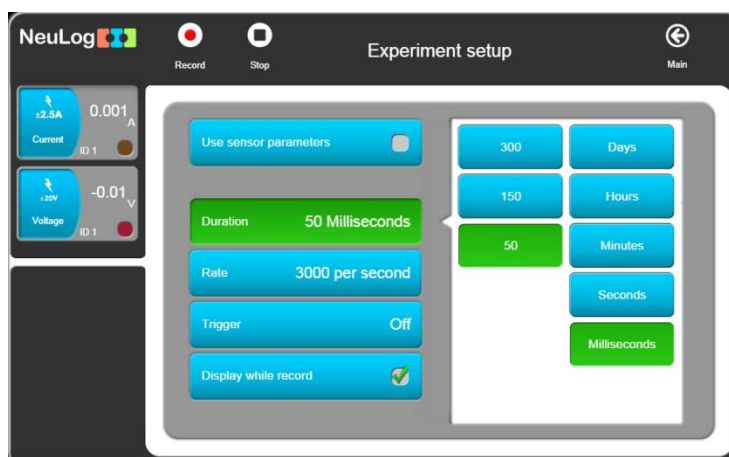 NeuLog
Record
Stop
Experiment setup
Main
±2.5A
0.001
A
Current
ID 1
±20V
-0.01
V
Voltage
ID 1
Use sensor parameters
Duration 50 Milliseconds
Rate 3000 per second
Trigger Off
Display while record
300 Days
150 Hours
50 Minutes
Seconds
Milliseconds